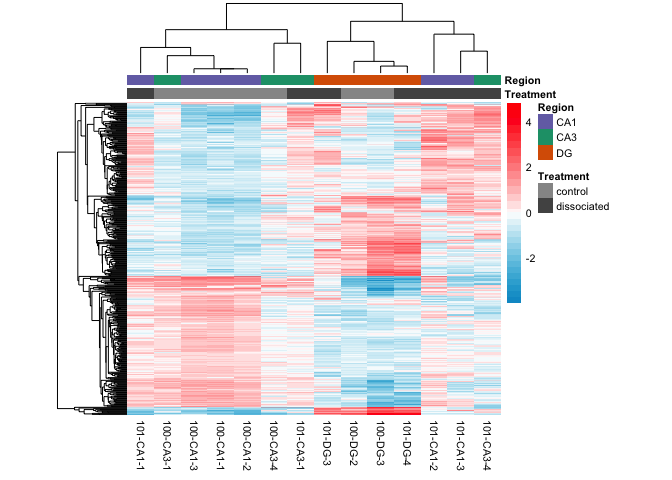 Region
Treatment
4
2
0
-2
Region
CA1
CA3
DG
Treatment
control
dissociated
101-CA1-1
100-CA3-1
100-CA1-3
100-CA1-1
100-CA1-2
100-CA3-4
101-CA3-1
101-DG-3
100-DG-2
100-DG-3
101-DG-4
101-CA1-2
101-CA1-3
101-CA3-4